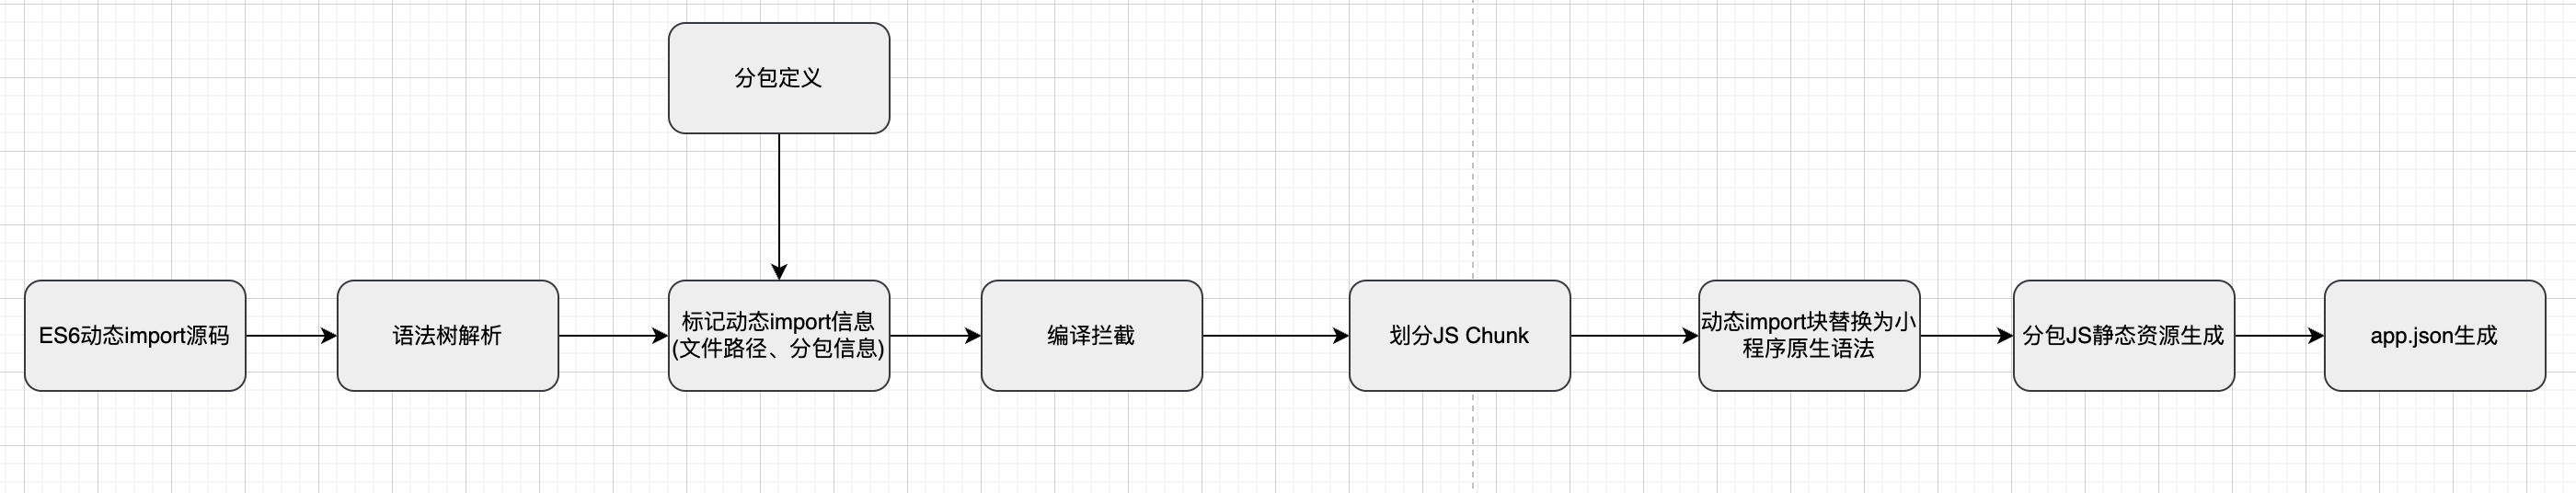 分包定义
ES6动态import源码
语法树解析
标记动态import信息
(文件路径、分包信息)
编译拦截
划分JS Chunk
动态import块替换为小
程序原生语法
分包JS静态资源生成
app.json生成